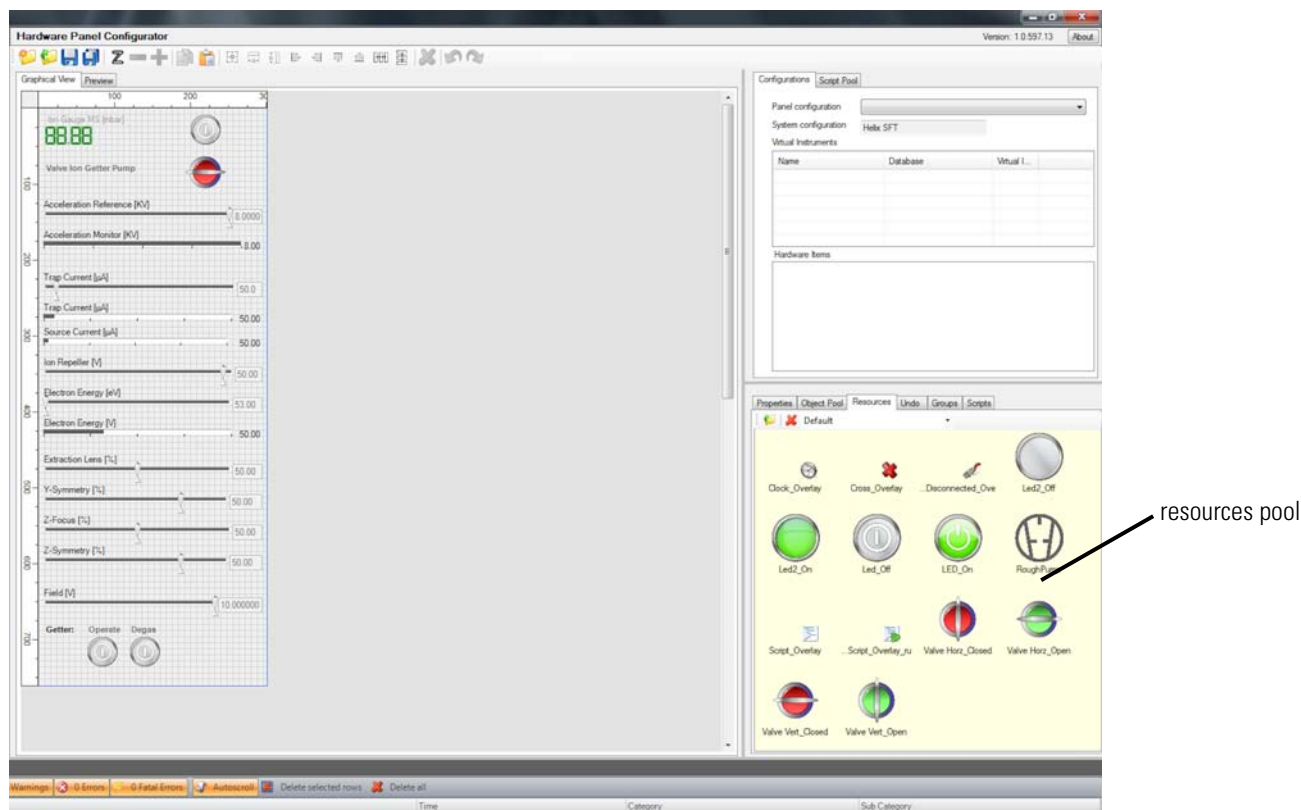 Hardware Panel Configurator
Version: 1.0.597.13 About
Graphical View Preview
Configurations Script Pool
100 200 30
Panel configuration
System configuration Helix SFT
Virtual Instruments
Name Database Virtual I...
Hardware Items
Ion Gauge MS [mbar]
88.88
Valve Ion Getter Pump
100
Acceleration Reference [KV]
8.0000
Acceleration Monitor [KV]
8.00
200
Trap Current [µA]
50.0
Trap Current [µA]
50.00
300
Source Current [µA]
50.00
Ion Repeller [V]
50.00
Electron Energy [eV]
53.00
400
Electron Energy [V]
50.00
Extraction Lens [%]
50.00
500
Y-Symmetry [%]
50.00
Z-Focus [%]
50.00
Z-Symmetry [%]
50.00
600
Field [V]
10.000000
Getter: Operate Degas
700
Properties Object Pool Resources Undo Groups Scripts
Default
Clock_Overlay Cross_Overlay ...Disconnected_Ove Led2_Off
Led2_On Led_Off LED_On RoughPum
Script_Overlay ...Script_Overlay_ru Valve Horz_Closed Valve Horz_Open
Valve Vert_Closed Valve Vert_Open
resources pool
Warnings 0 Errors 0 Fatal Errors Autoscroll Delete selected rows Delete all
Time Category Sub Category